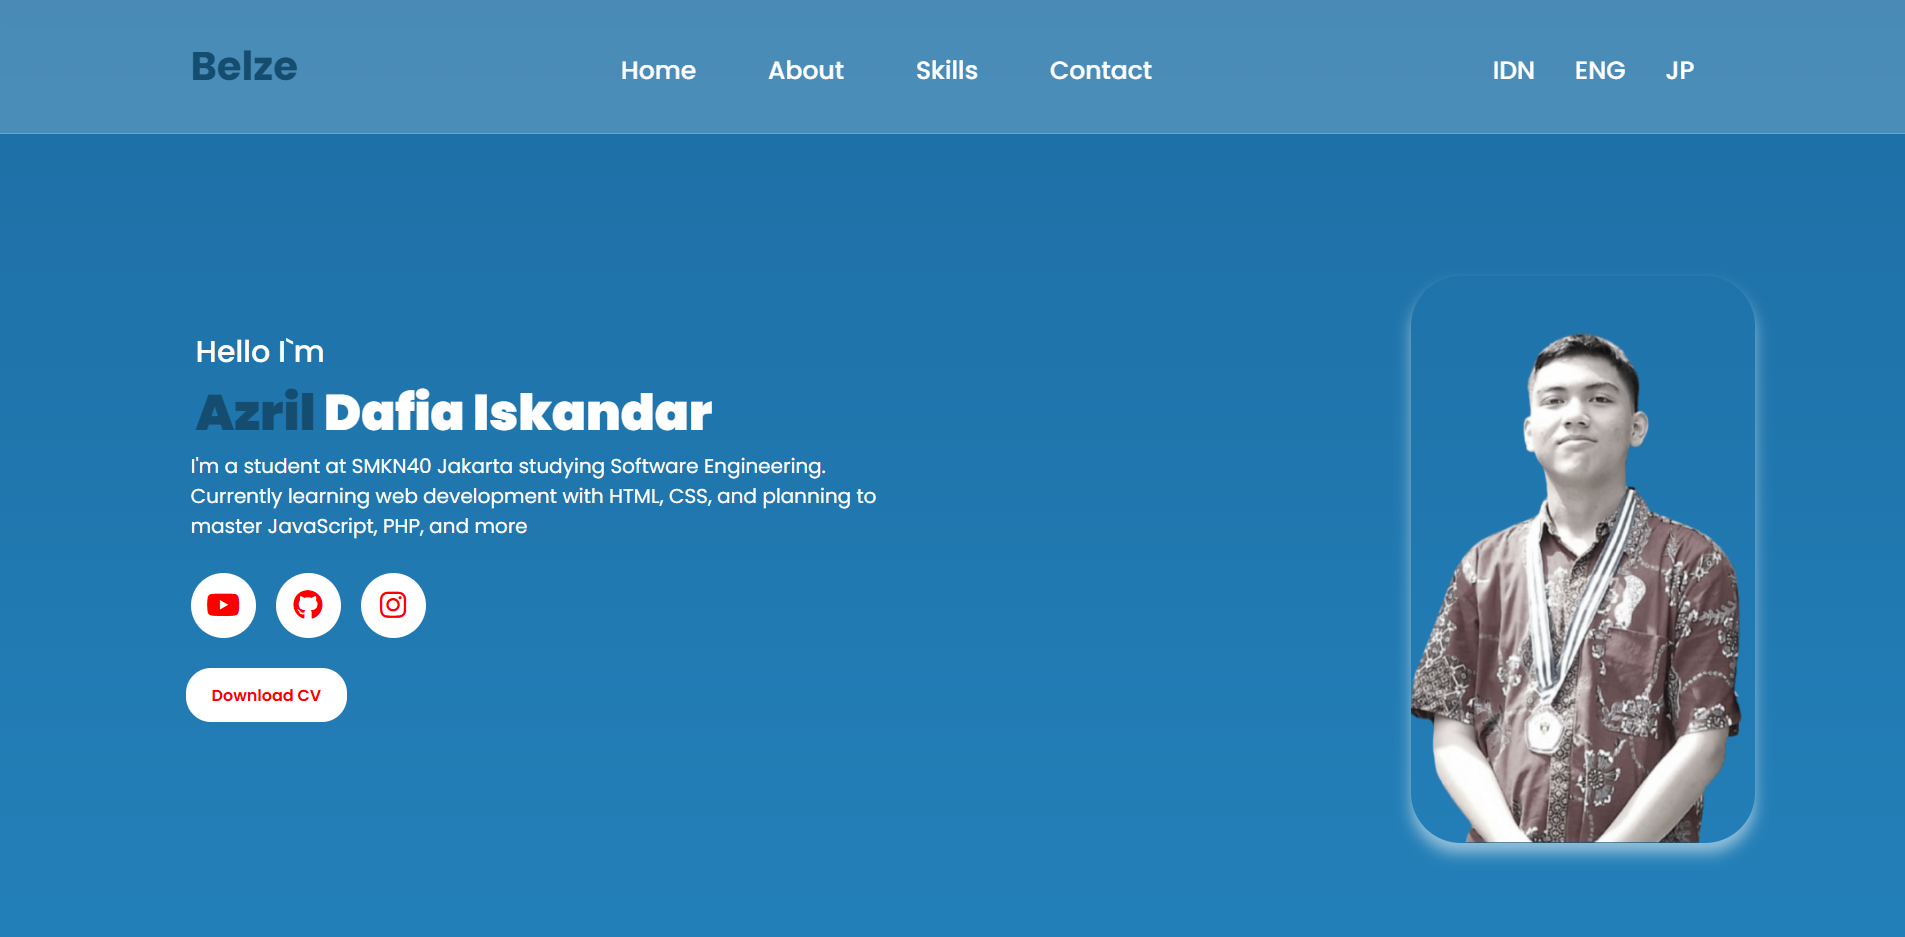 Belze
Home About Skills Contact
IDN ENG JP
Hello I`m
Azril Dafia Iskandar
I'm a student at SMKN40 Jakarta studying Software Engineering.
Currently learning web development with HTML, CSS, and planning to
master JavaScript, PHP, and more
Download CV